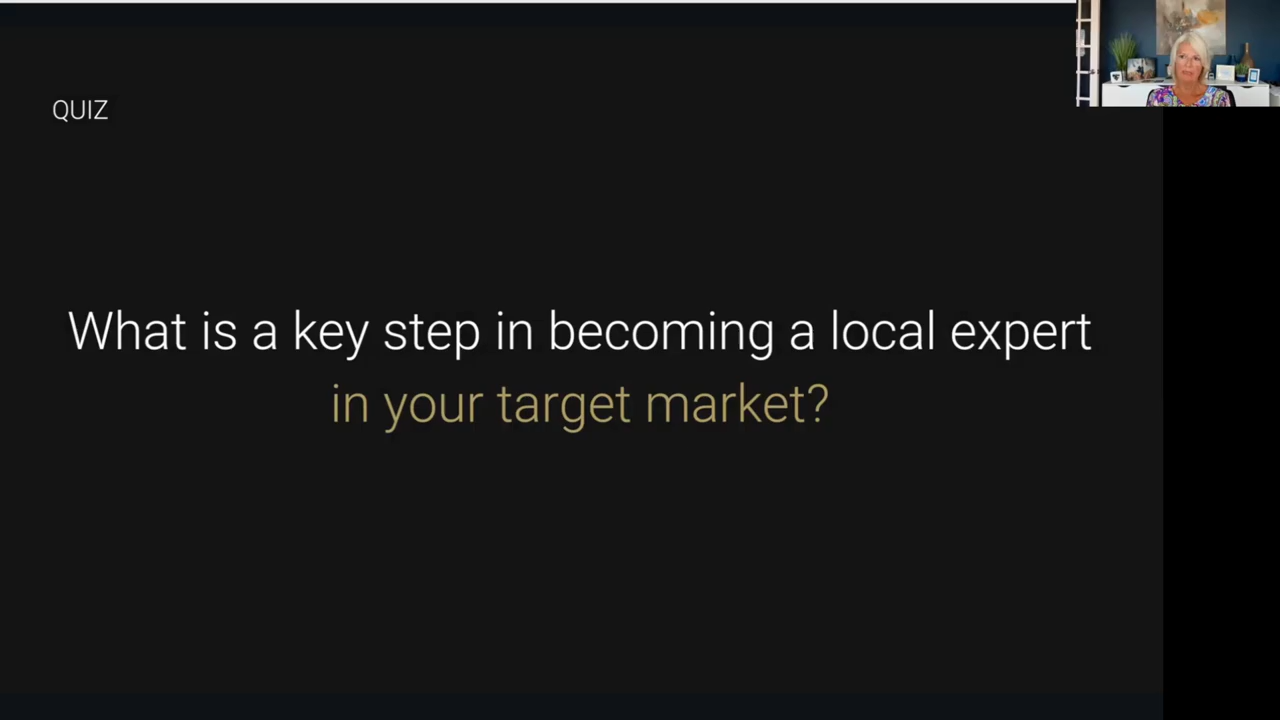 QUIZ
What is a key step in becoming a local expert
in your target market?